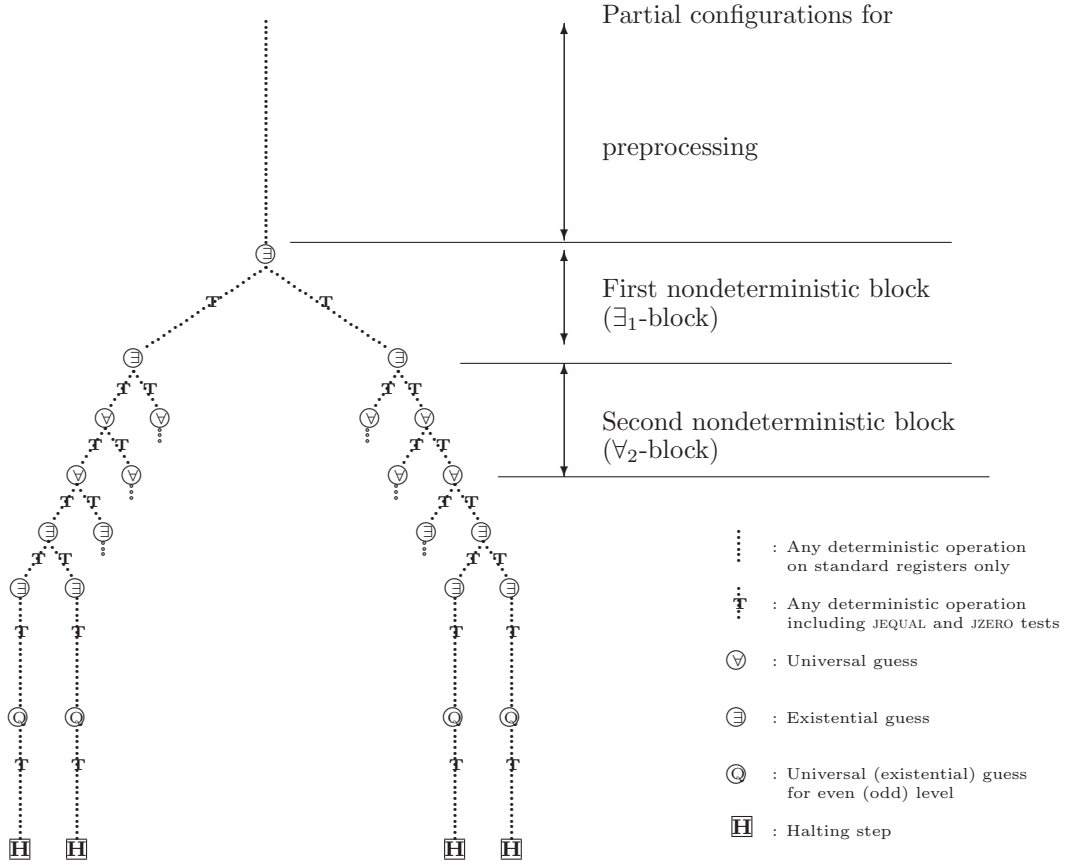 Partial configurations for
preprocessing
∃
T T
First nondeterministic block
(∃₁-block)
∃ ∃
T T T T
∀ ∀ ∃ ∀
Second nondeterministic block
(∀₂-block)
T T T T
∀ ∀ ∃ ∀
T T T T
∃ ∃ ∃ ∃
: Any deterministic operation
on standard registers only
T T T T
∃ ∃ ∃ ∃
T : Any deterministic operation
including JEQUAL and JZERO tests
T T T T
∀ : Universal guess
Q Q Q Q
∃ : Existential guess
T T T T
Q : Universal (existential) guess
for even (odd) level
H : Halting step
H H H H